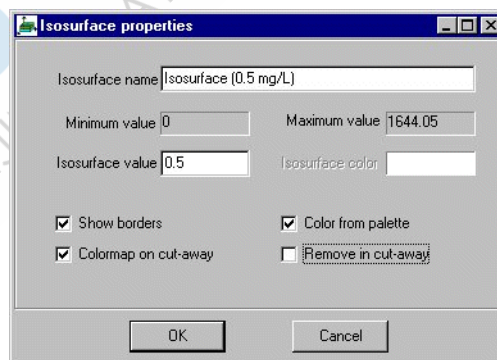 Isosurface properties
Isosurface name Isosurface (0.5 mg/L)
Minimum value 0 Maximum value 1644.05
Isosurface value 0.5 Isosurface color
Show borders Color from palette
Colormap on cut-away Remove in cut-away
OK Cancel